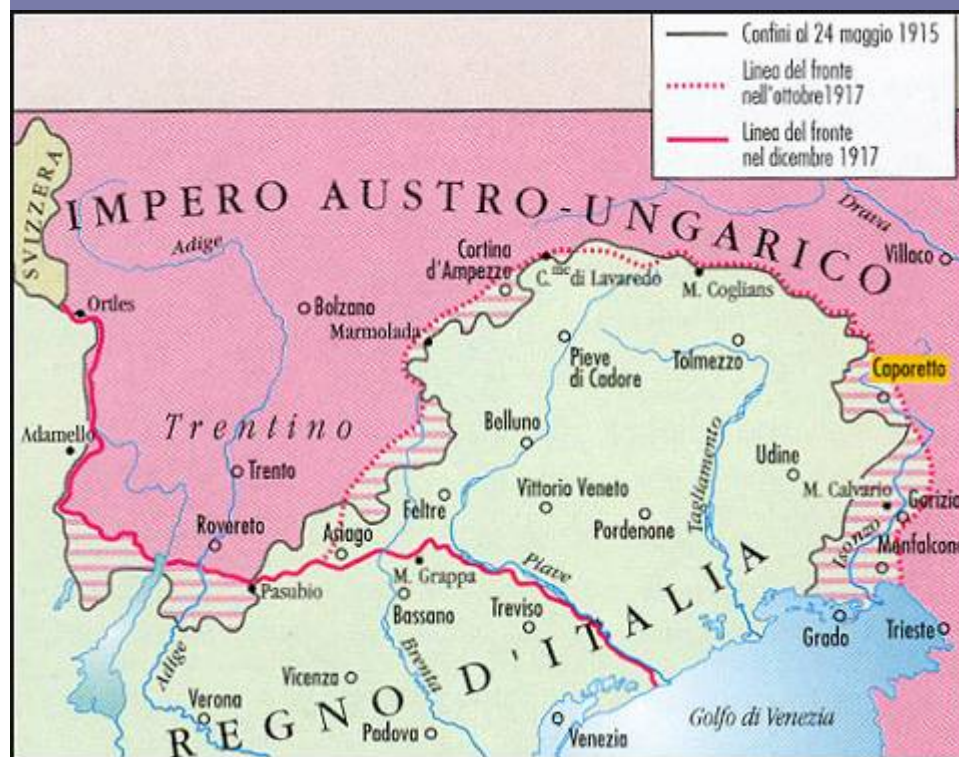 Confini al 24 maggio 1915
Linea del fronte
nell'ottobre 1917
Linea del fronte
nel dicembre 1917
SVIZZERA
IMPERO AUSTRO-UNGARICO
Drava
Villaco
Adige
Cortina
d'Ampezzo
C.me di Lavaredo
M. Coglians
Ortles
Bolzano
Marmolada
Pieve
di Cadore
Tolmezzo
Caporetto
Trentino
Adamello
Belluno
Tagliamento
Udine
Trento
Vittorio Veneto
M. Calvario
Feltre
Pordenone
Gorizia
Rovereto
Asiago
Isonzo
Monfalcone
Piave
M. Grappa
Pasubio
Bassano
Treviso
Grado
Trieste
Adige
Brenta
Vicenza
REGNO D'ITALIA
Verona
Padova
Venezia
Golfo di Venezia